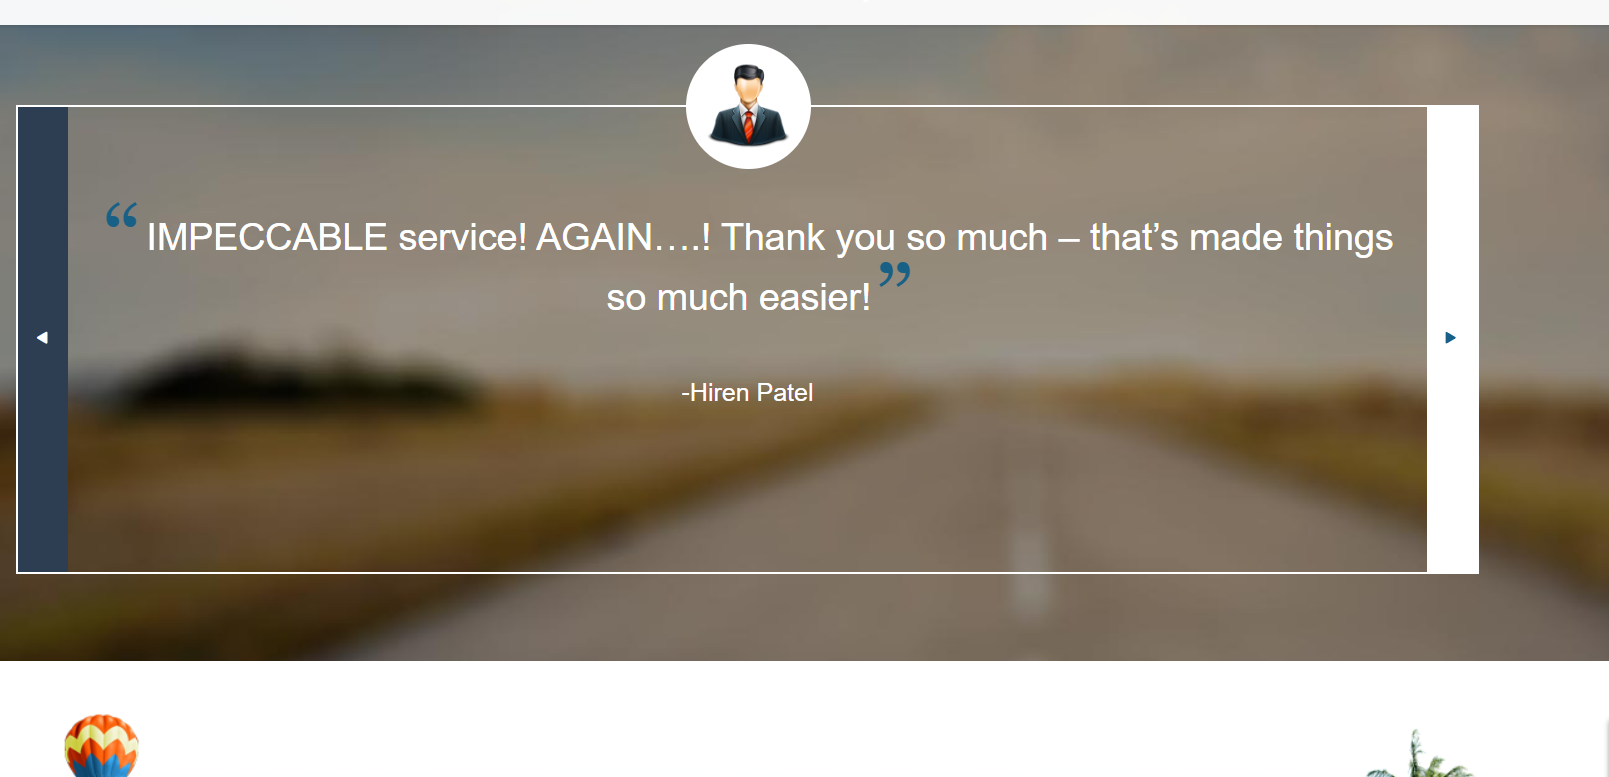 “ IMPECCABLE service! AGAIN….! Thank you so much – that’s made things
so much easier! ”
-Hiren Patel